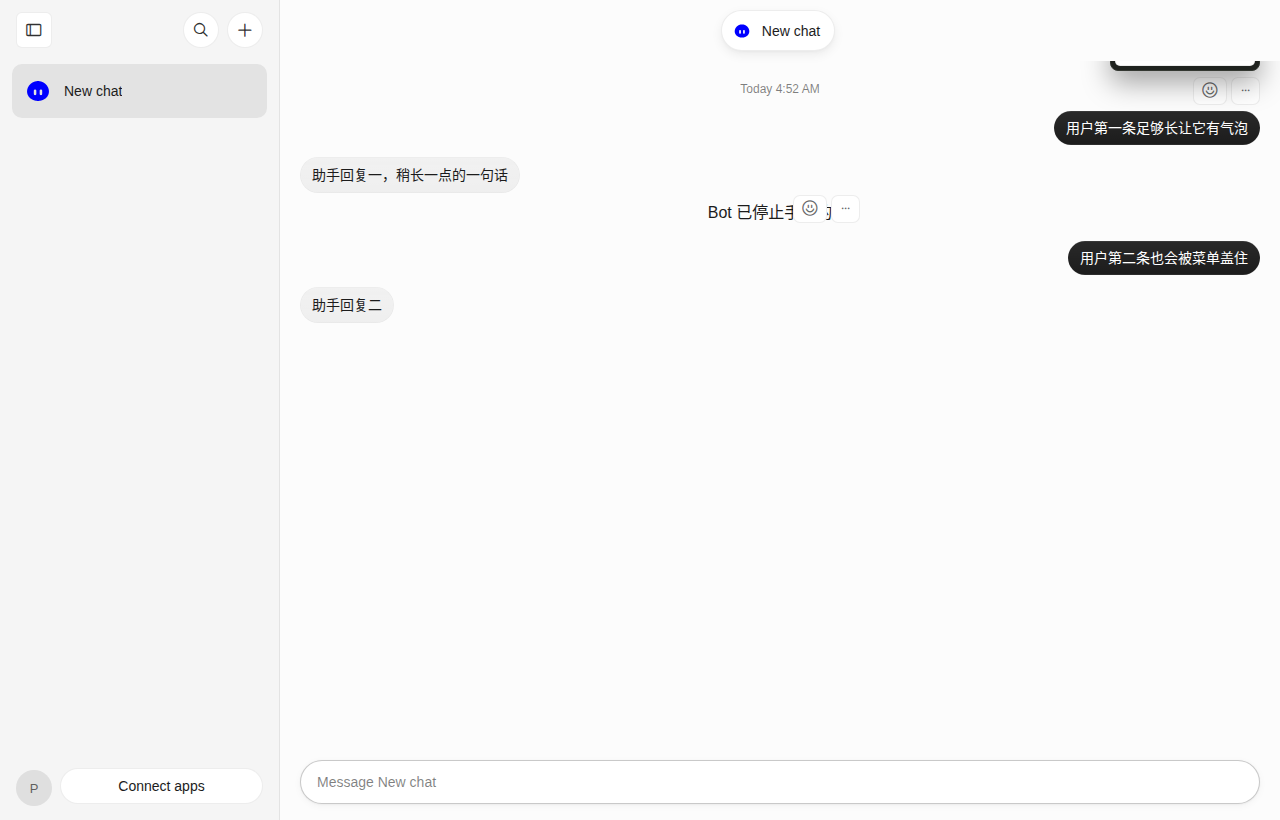 New chat
New chat
Today 4:52 AM
用户第一条足够长让它有气泡
助手回复一，稍长一点的一句话
Bot 已停止
用户第二条也会被菜单盖住
助手回复二
Message New chat
P
Connect apps